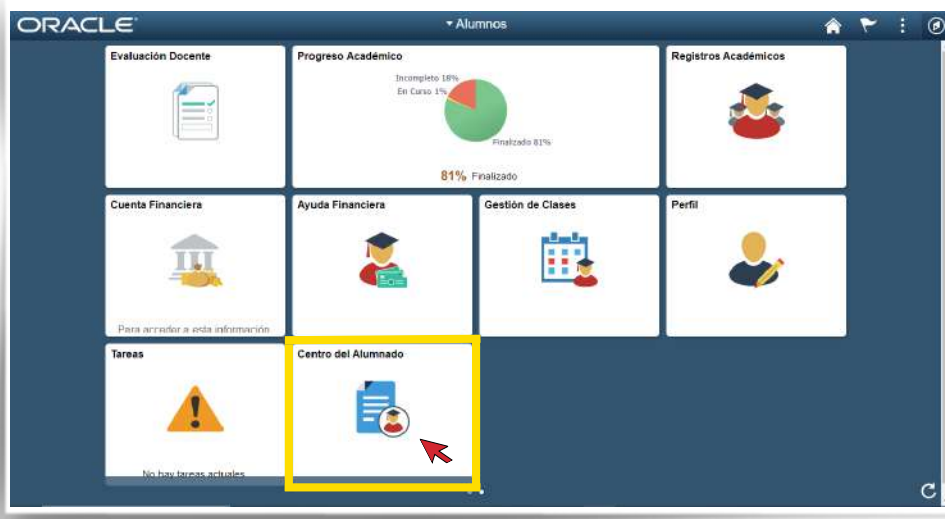 ORACLE
Alumnos
Evaluación Docente
Progreso Académico
Incompleto 18%
En Curso 1%
Finalizado 81%
81% Finalizado
Registros Académicos
Cuenta Financiera
Para acceder a esta información
Ayuda Financiera
Gestión de Clases
Perfil
Tareas
No hay tareas actuales
Centro del Alumnado